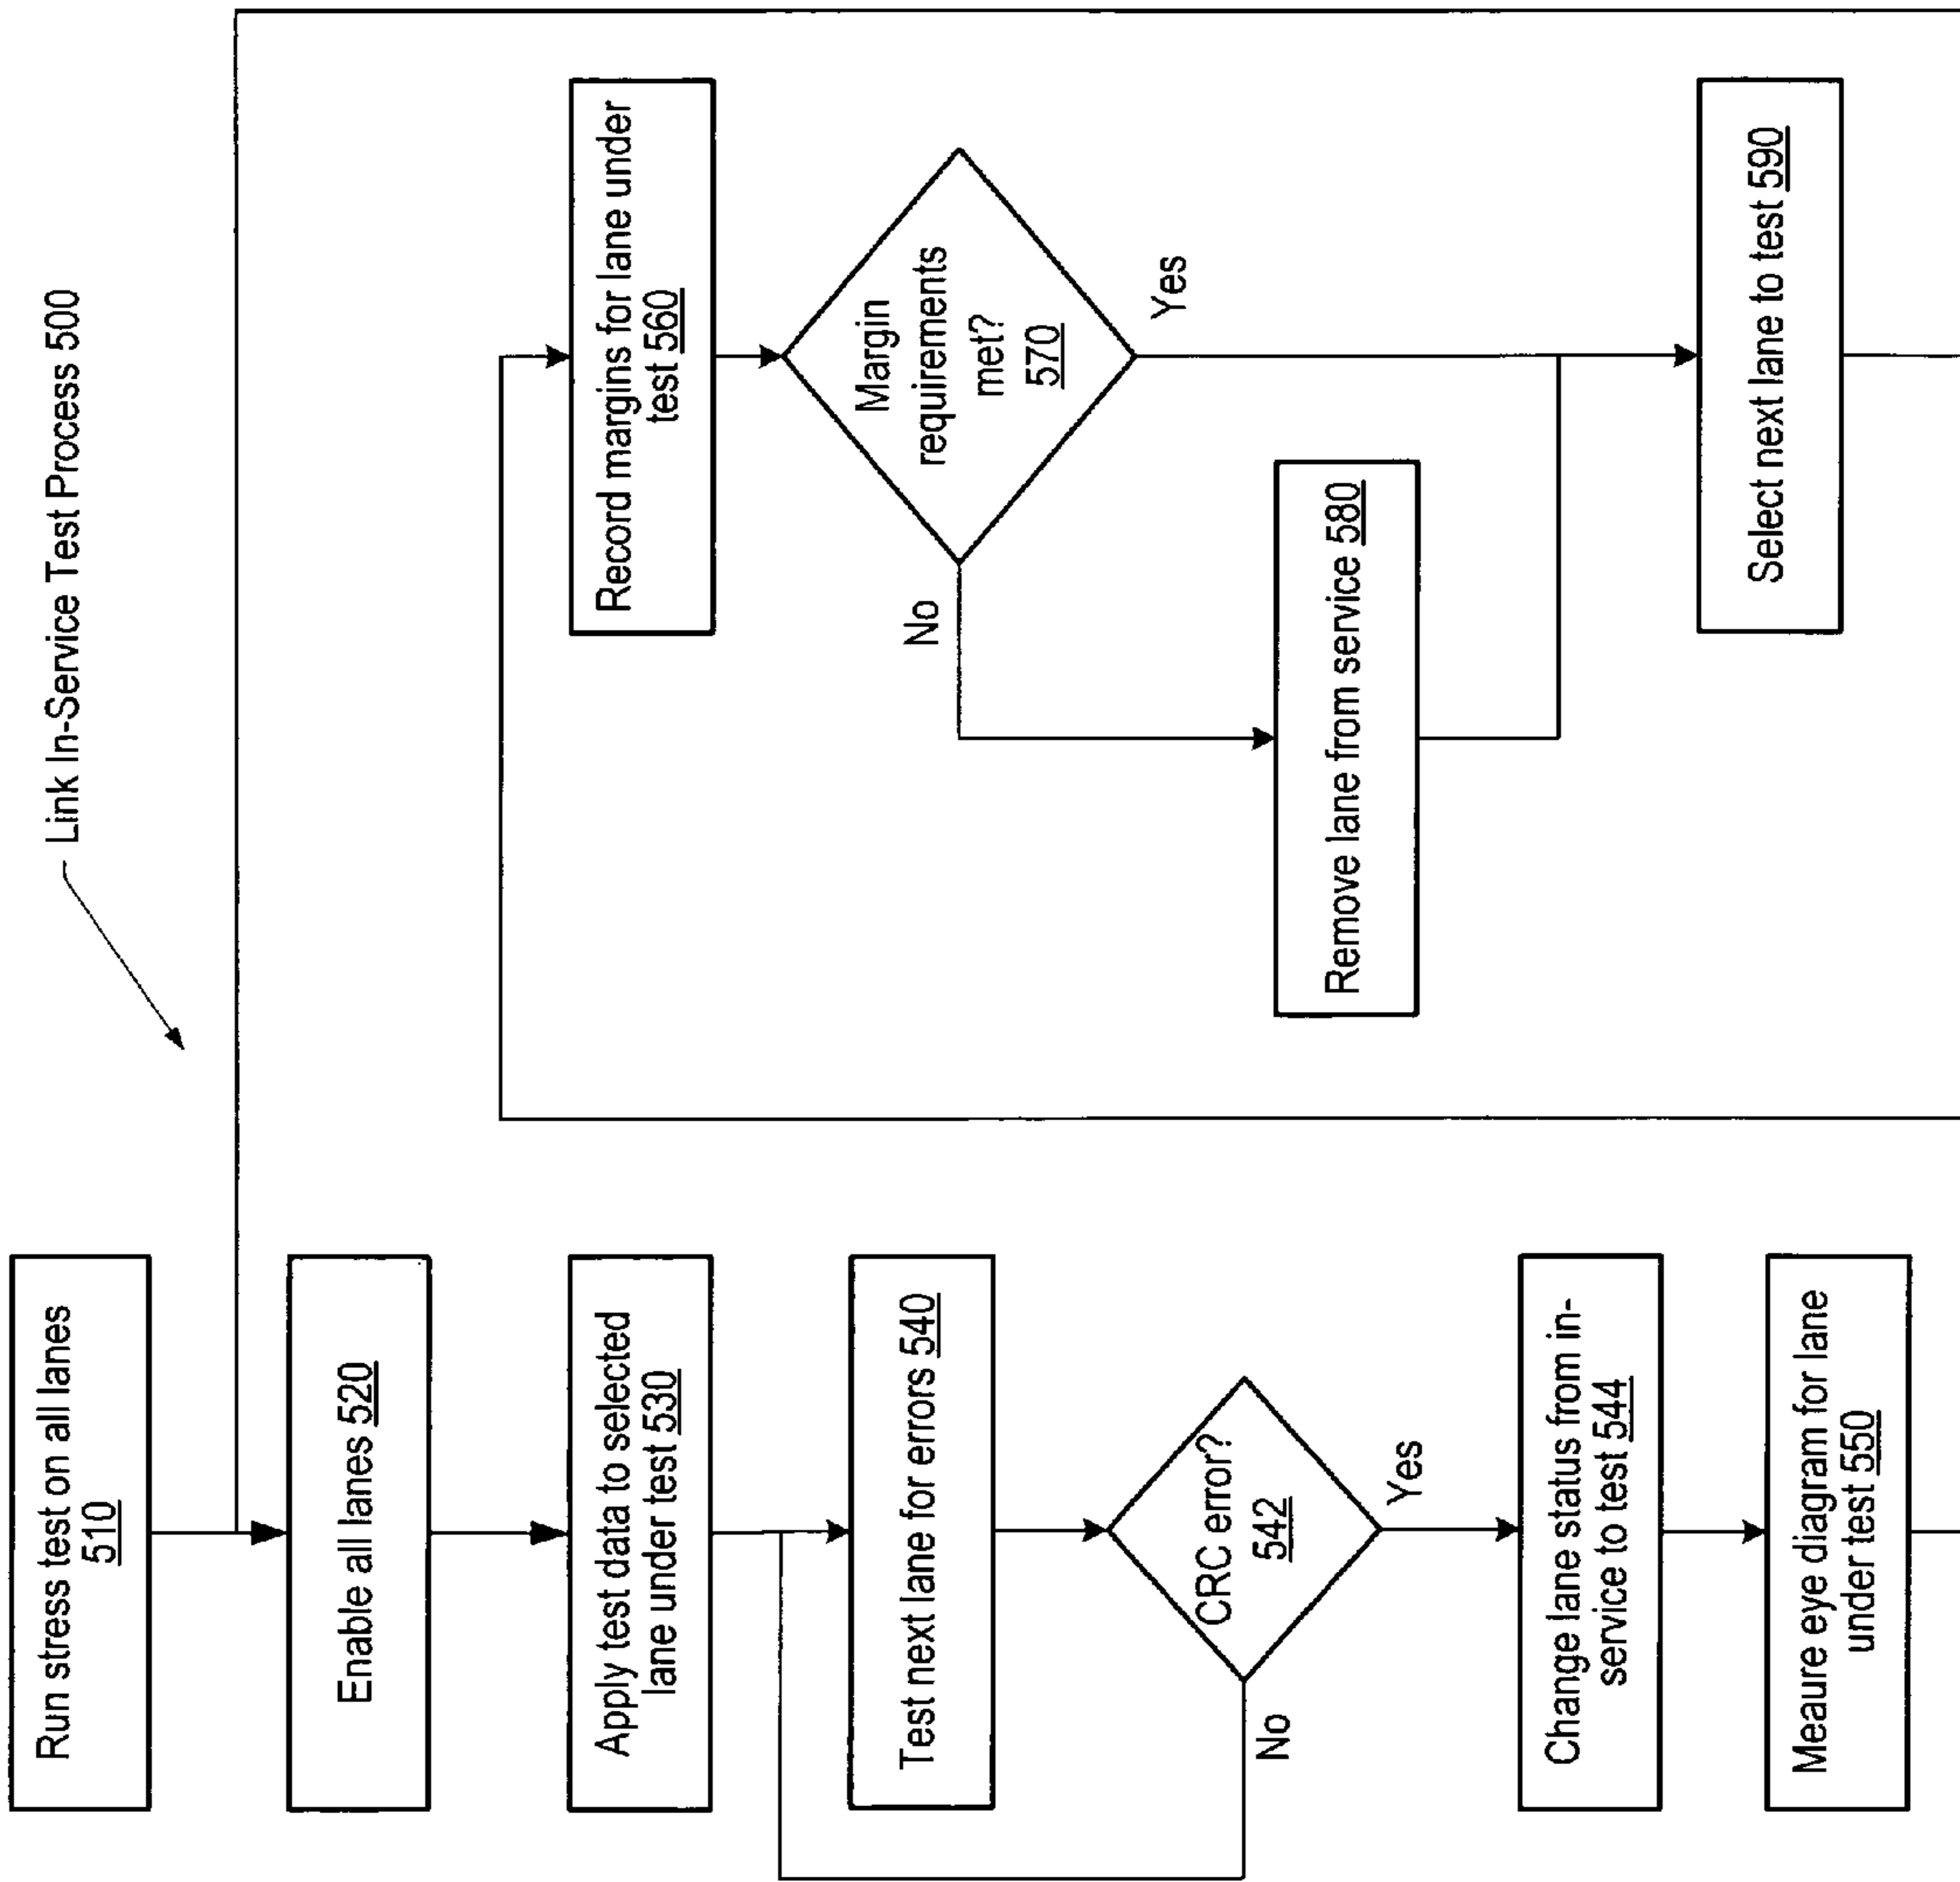 Link In-Service Test Process 500
Run stress test on all lanes
510
Enable all lanes 520
Apply test data to selected
lane under test 530
Test next lane for errors 540
CRC error?
542
No
Yes
Change lane status from in-
service to test 544
Meaure eye diagram for lane
under test 550
Record margins for lane under
test 560
Margin
requirements
met?
570
No
Yes
Remove lane from service 580
Select next lane to test 590